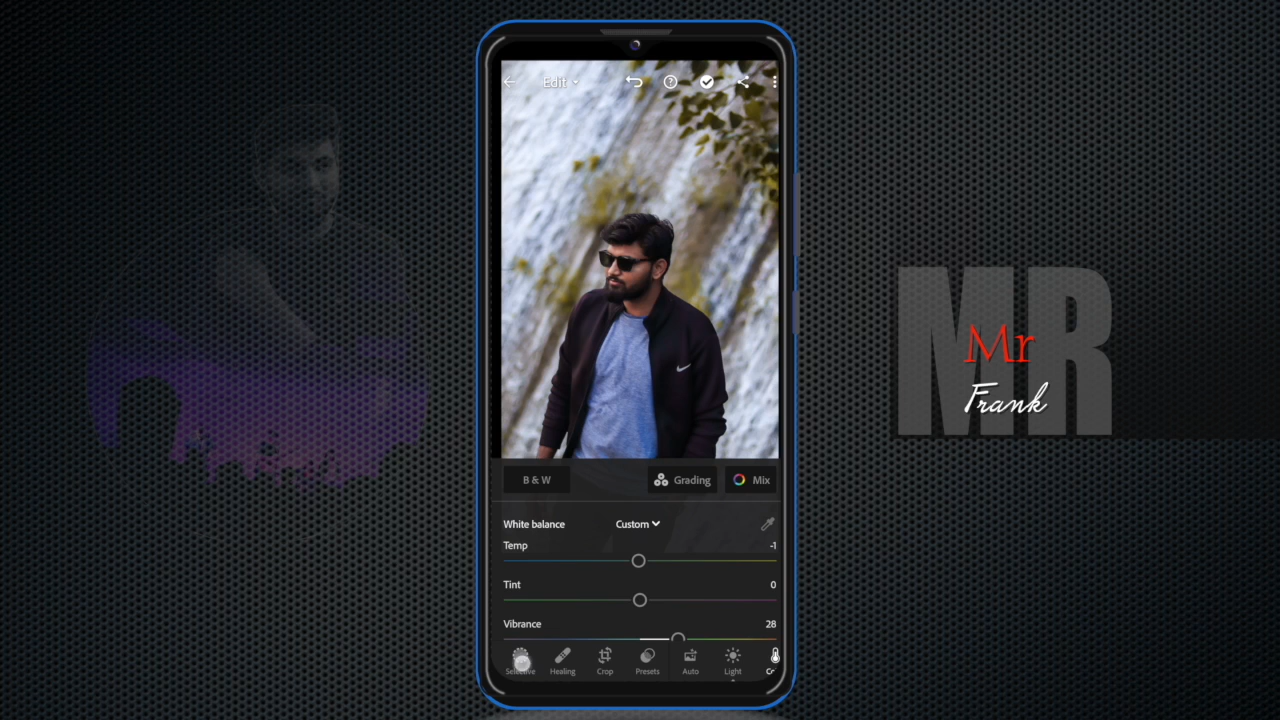 Edit
B & W
Grading
Mix
White balance
Custom
Temp
-1
Tint
0
Vibrance
28
Selective
Healing
Crop
Presets
Auto
Light
MR
Mr
Frank